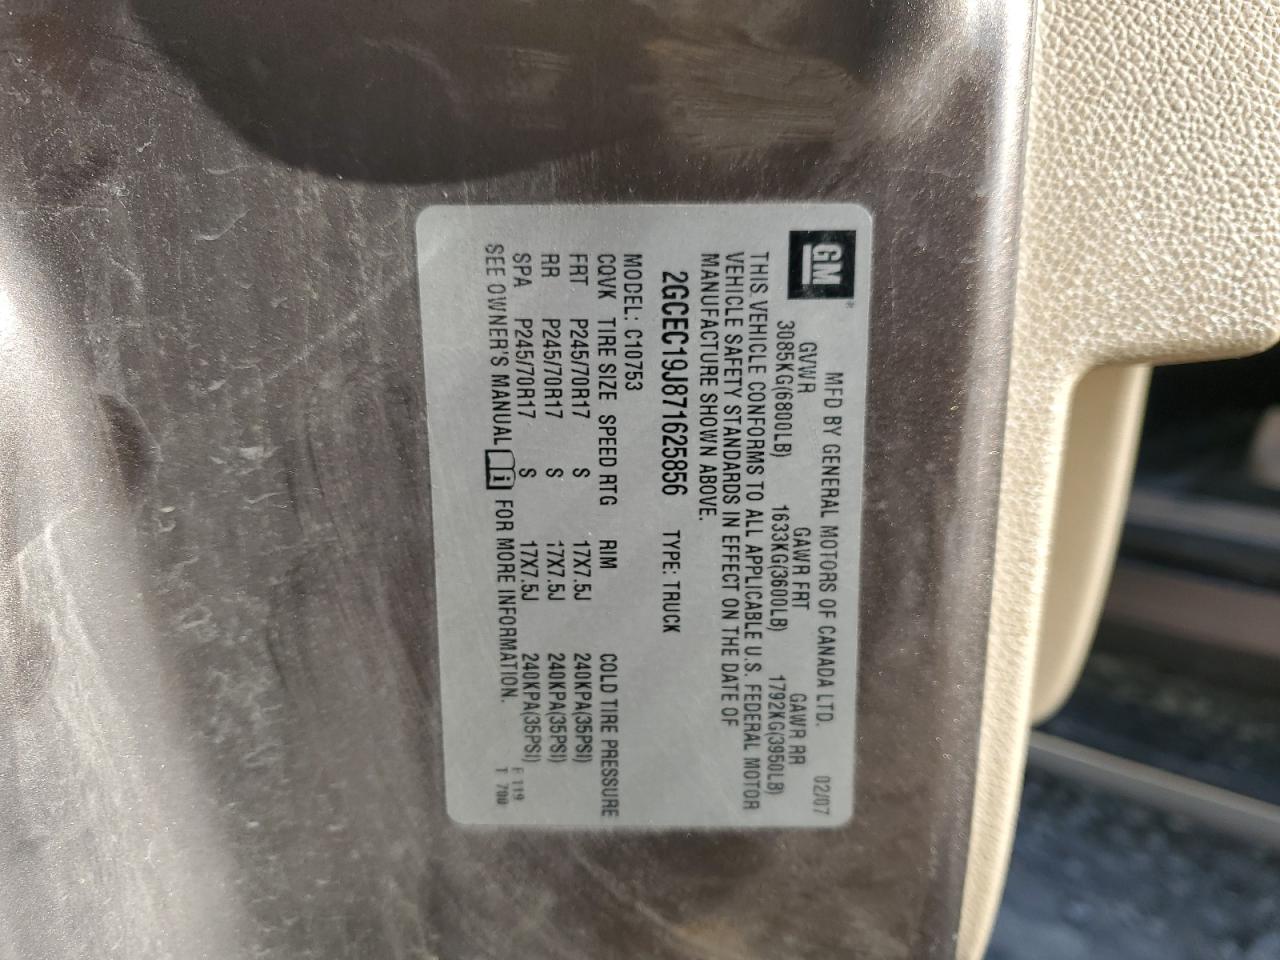 GM
MFD BY GENERAL MOTORS OF CANADA LTD. 02/07
GVWR GAWR FRT GAWR RR
3085KG(6800LB) 1633KG(3600LB) 1792KG(3950LB)
THIS VEHICLE CONFORMS TO ALL APPLICABLE U.S. FEDERAL MOTOR
VEHICLE SAFETY STANDARDS IN EFFECT ON THE DATE OF
MANUFACTURE SHOWN ABOVE.
2GCEC19J871625856 TYPE: TRUCK
MODEL: C10753
CQVK TIRE SIZE SPEED RTG RIM COLD TIRE PRESSURE
FRT P245/70R17 S 17X7.5J 240KPA(35PSI)
RR P245/70R17 S 17X7.5J 240KPA(35PSI)
SPA P245/70R17 S 17X7.5J 240KPA(35PSI)
SEE OWNER'S MANUAL i FOR MORE INFORMATION.
F 119
T 700